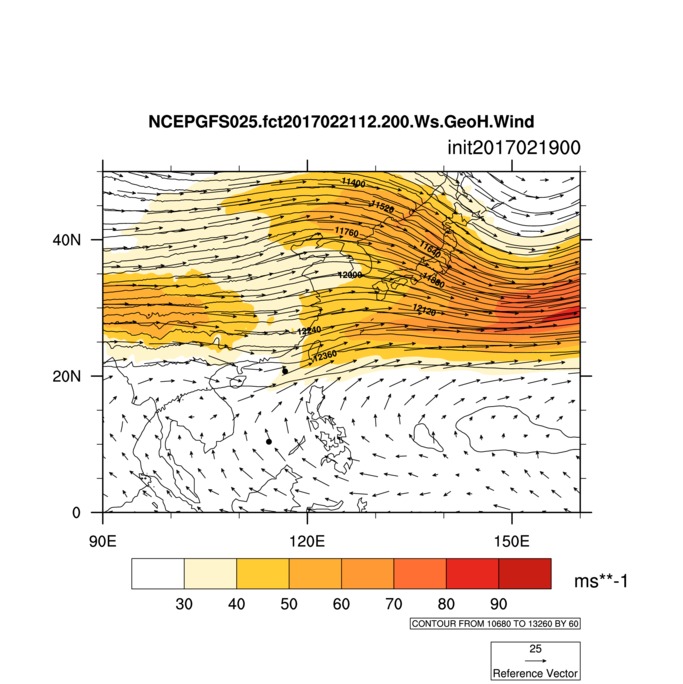 NCEPGFS025.fct2017022112.200.Ws.GeoH.Wind
init2017021900
11400
11520
11760
11640
40N
12000
11880
12120
12240
12360
20N
0
90E 120E 150E
ms**-1
30 40 50 60 70 80 90
CONTOUR FROM 10680 TO 13260 BY 60
25
Reference Vector